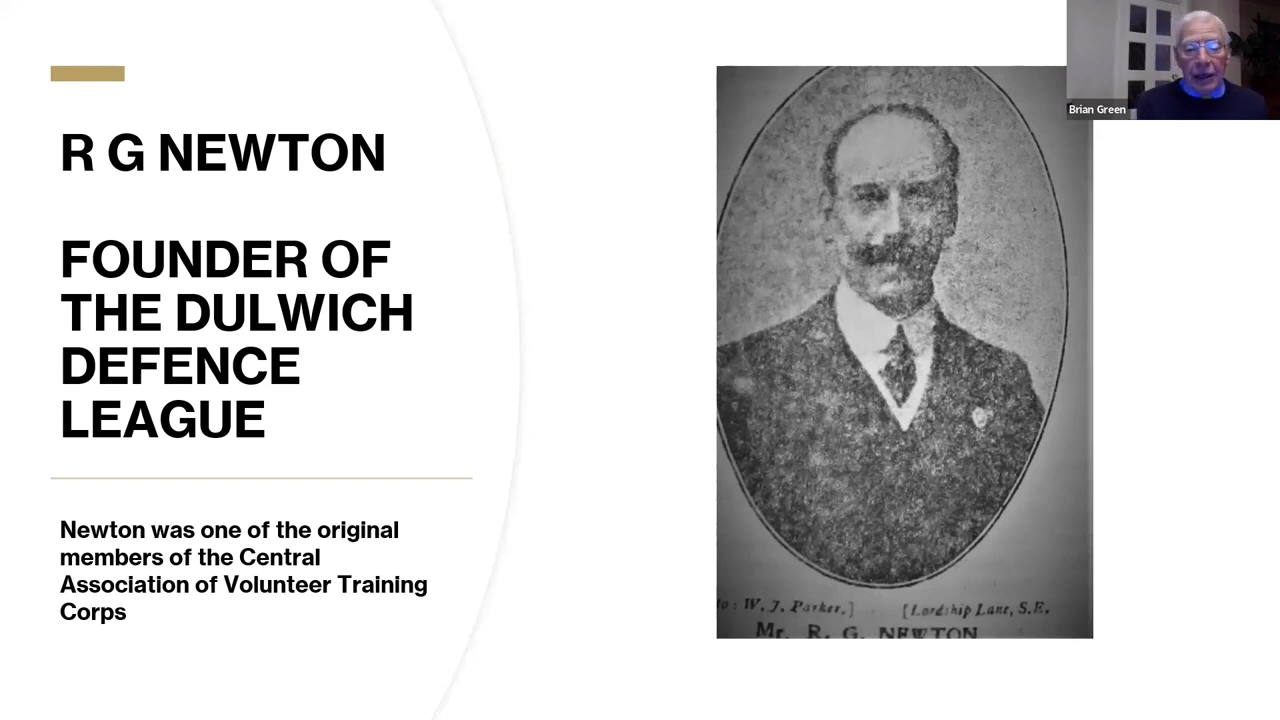 R G NEWTON
FOUNDER OF
THE DULWICH
DEFENCE
LEAGUE
Newton was one of the original
members of the Central
Association of Volunteer Training
Corps
Brian Green
to: W. J. Parker.] [Lordship Lane, S.E.
Mr. R. G. NEWTON